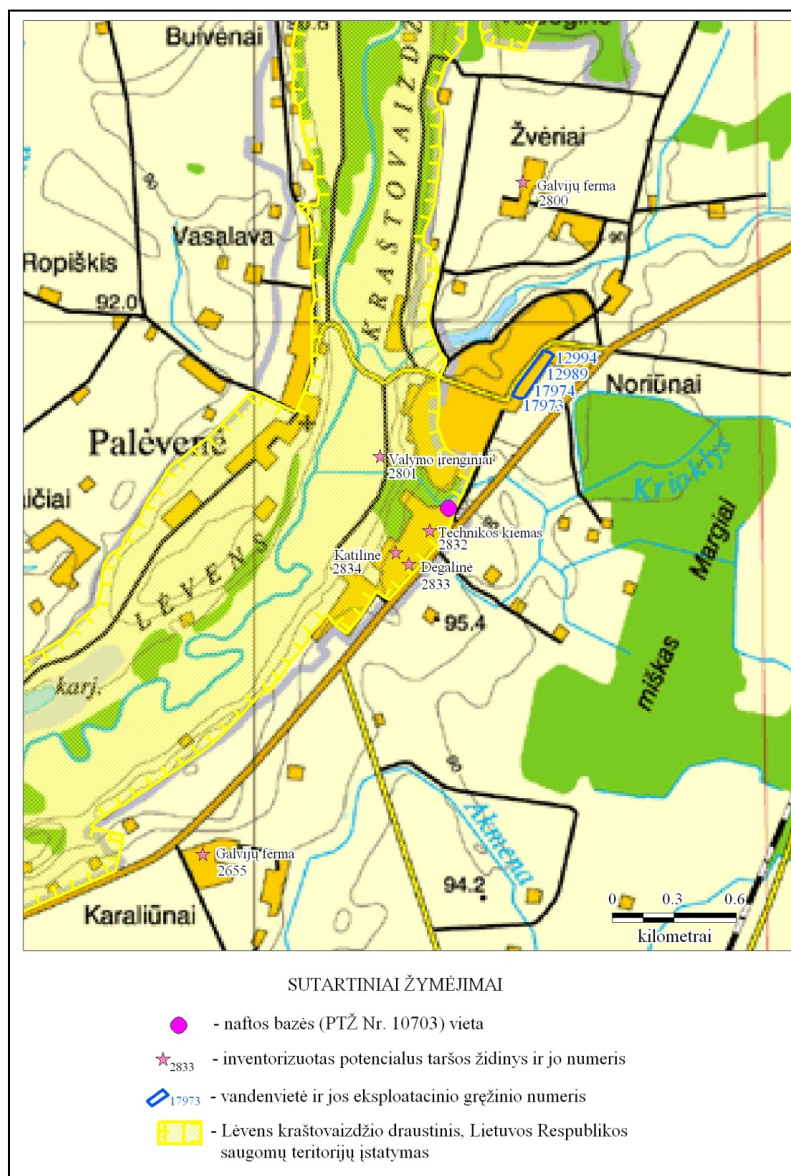 Buivėnai
KRAŠTOVAIZD
Žvėriai
Galvijų ferma
2800
Vasalava
Ropiškis
90
90
92.0
12994
12989
17974
17973
Noriūnai
Palėvenė
Valymo įrenginiai
2801
Krioklys
Margiai
miškas
Technikos kiemas
2832
Katilinė
2834
Degalinė
2833
LĖVENS
95.4
karj.
90
Akmena
Galvijų ferma
2655
94.2
Karaliūnai
0 0.3 0.6
kilometrai
SUTARTINIAI ŽYMĖJIMAI
- naftos bazės (PTŽ Nr. 10703) vieta
2833 - inventorizuotas potencialus taršos židinys ir jo numeris
17973 - vandenvietė ir jos eksploatacinio gręžinio numeris
- Lėvens kraštovaizdžio draustinis, Lietuvos Respublikos
saugomų teritorijų įstatymas